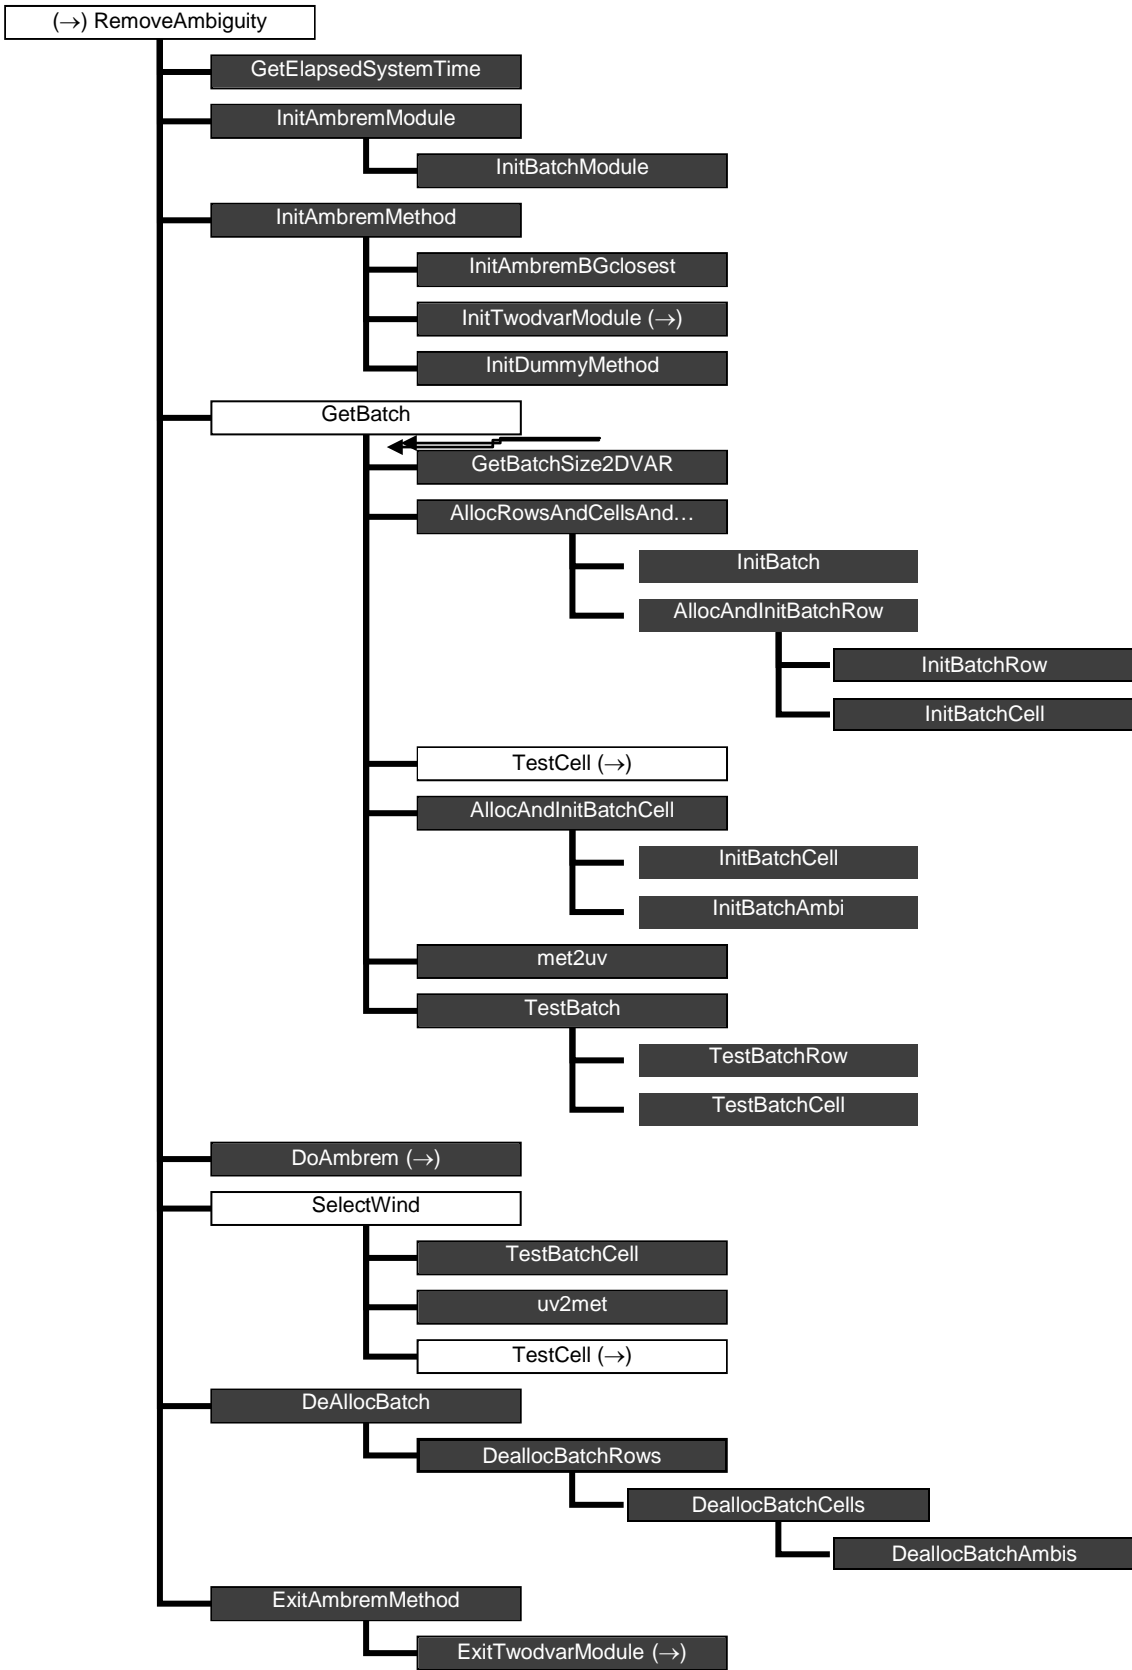 (→) RemoveAmbiguity
GetElapsedSystemTime
InitAmbremModule
InitBatchModule
InitAmbremMethod
InitAmbremBGclosest
InitTwodvarModule (→)
InitDummyMethod
GetBatch
GetBatchSize2DVAR
AllocRowsAndCellsAnd…
InitBatch
AllocAndInitBatchRow
InitBatchRow
InitBatchCell
TestCell (→)
AllocAndInitBatchCell
InitBatchCell
InitBatchAmbi
met2uv
TestBatch
TestBatchRow
TestBatchCell
DoAmbrem (→)
SelectWind
TestBatchCell
uv2met
TestCell (→)
DeAllocBatch
DeallocBatchRows
DeallocBatchCells
DeallocBatchAmbis
ExitAmbremMethod
ExitTwodvarModule (→)